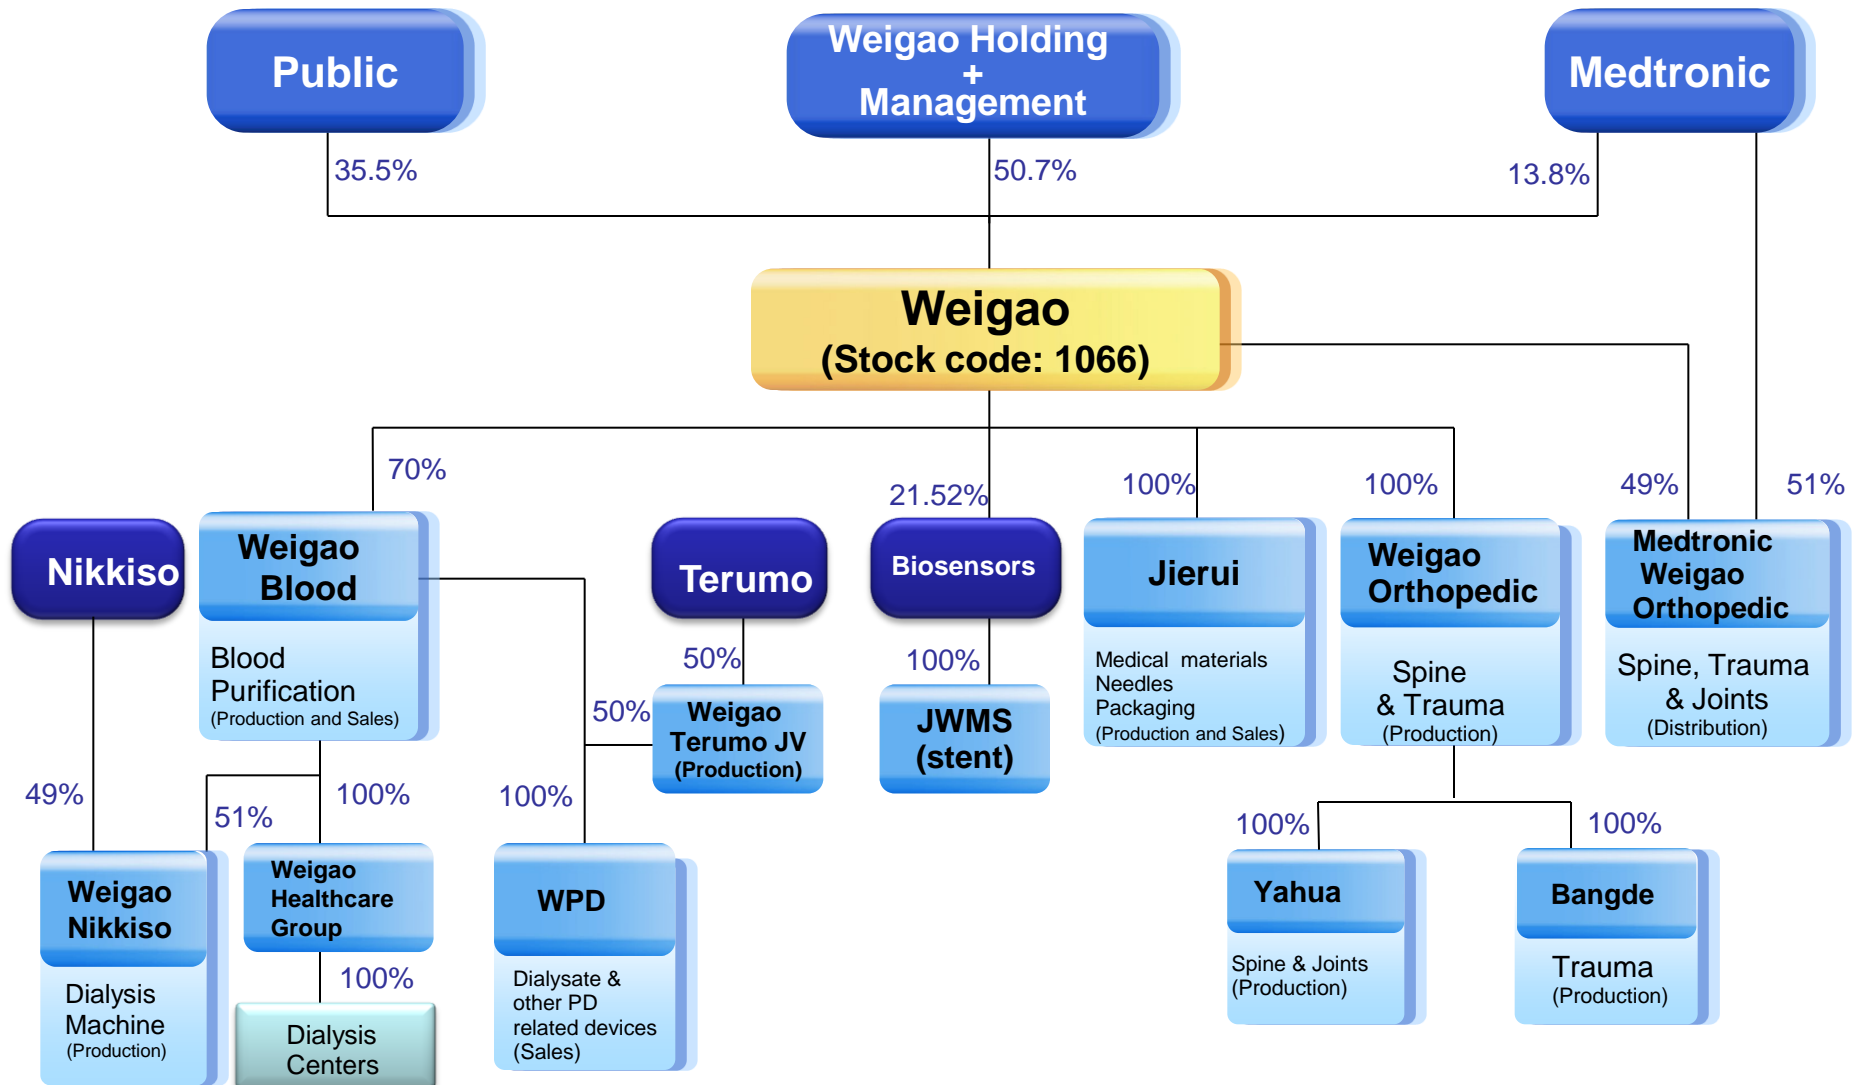 Public
Weigao Holding
+
Management
Medtronic
35.5%
50.7%
13.8%
Weigao
(Stock code: 1066)
70%
21.52%
100%
100%
49%
51%
Nikkiso
Weigao
Blood
Blood
Purification
(Production and Sales)
Terumo
Biosensors
Jierui
Medical materials
Needles
Packaging
(Production and Sales)
Weigao
Orthopedic
Spine
& Trauma
(Production)
Medtronic
Weigao
Orthopedic
Spine, Trauma
& Joints
(Distribution)
50%
100%
50%
Weigao
Terumo JV
(Production)
JWMS
(stent)
49%
51%
100%
100%
100%
100%
Weigao
Nikkiso
Dialysis
Machine
(Production)
Weigao
Healthcare
Group
100%
Dialysis
Centers
WPD
Dialysate &
other PD
related devices
(Sales)
Yahua
Spine & Joints
(Production)
Bangde
Trauma
(Production)